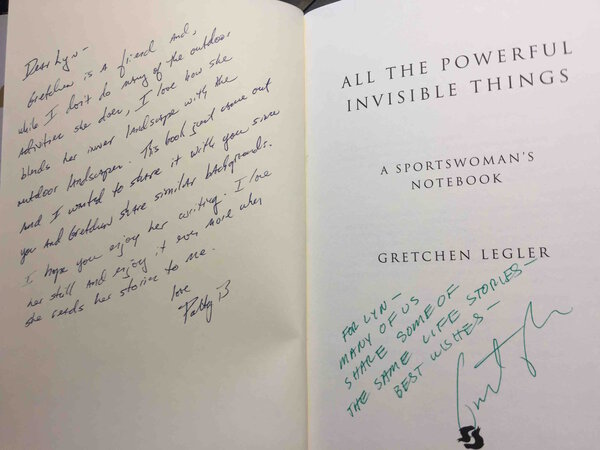 Dear Lyn –
Gretchen is a friend and,
while I don't do many of the outdoor
activities she does, I love how she
blends her inner landscape with the
outdoor landscapes. This book just came out
and I wanted to share it with you since
you and Gretchen share similar backgrounds.
I hope you enjoy her writing. I love
her still and enjoy it even more when
she reads her stories to me.
love
Patty B
ALL THE POWERFUL
INVISIBLE THINGS
A SPORTSWOMAN'S
NOTEBOOK
GRETCHEN LEGLER
FOR LYN –
MANY OF US
SHARE SOME OF
THE SAME LIFE STORIES –
BEST WISHES –